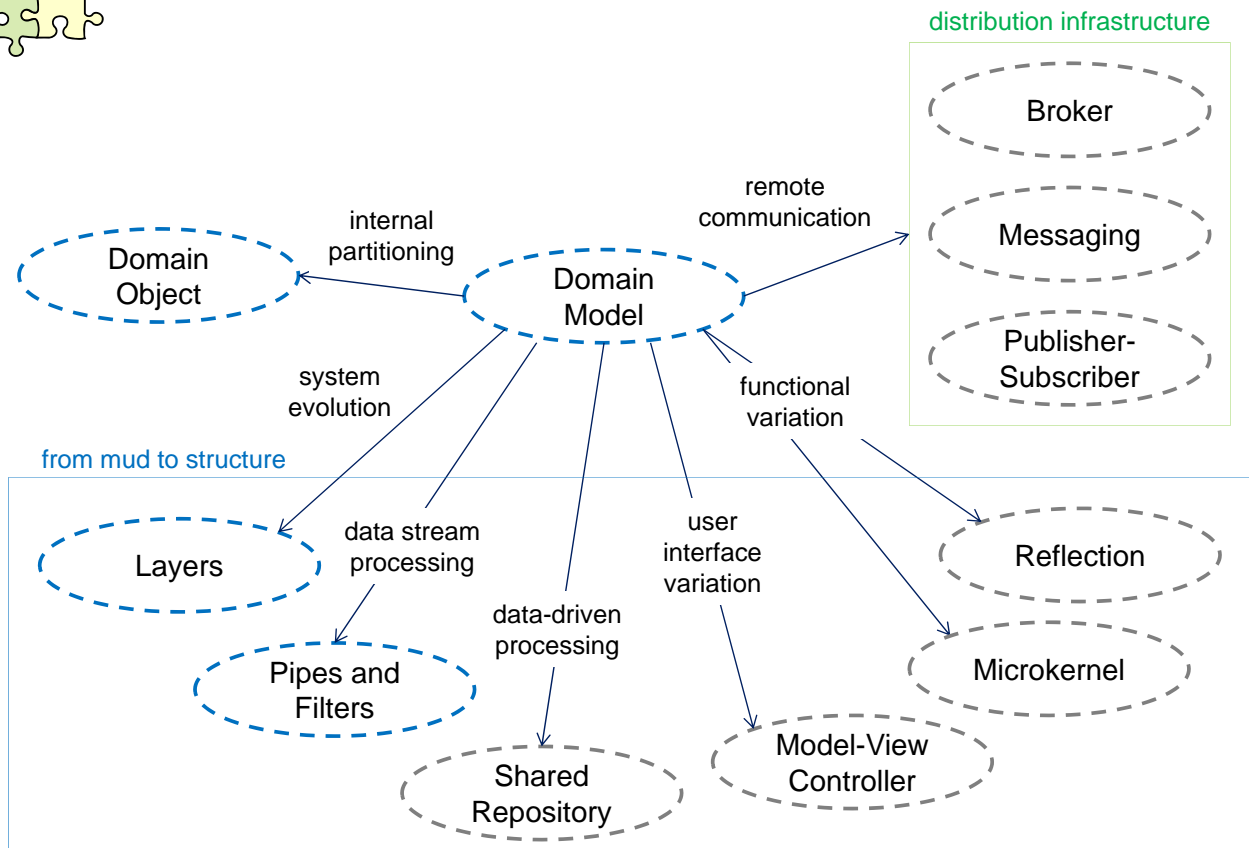 distribution infrastructure
Broker
remote
communication
Messaging
internal
partitioning
Domain
Object
Domain
Model
Publisher-
Subscriber
system
evolution
functional
variation
from mud to structure
Layers
data stream
processing
user
interface
variation
Reflection
data-driven
processing
Pipes and
Filters
Microkernel
Model-View
Controller
Shared
Repository